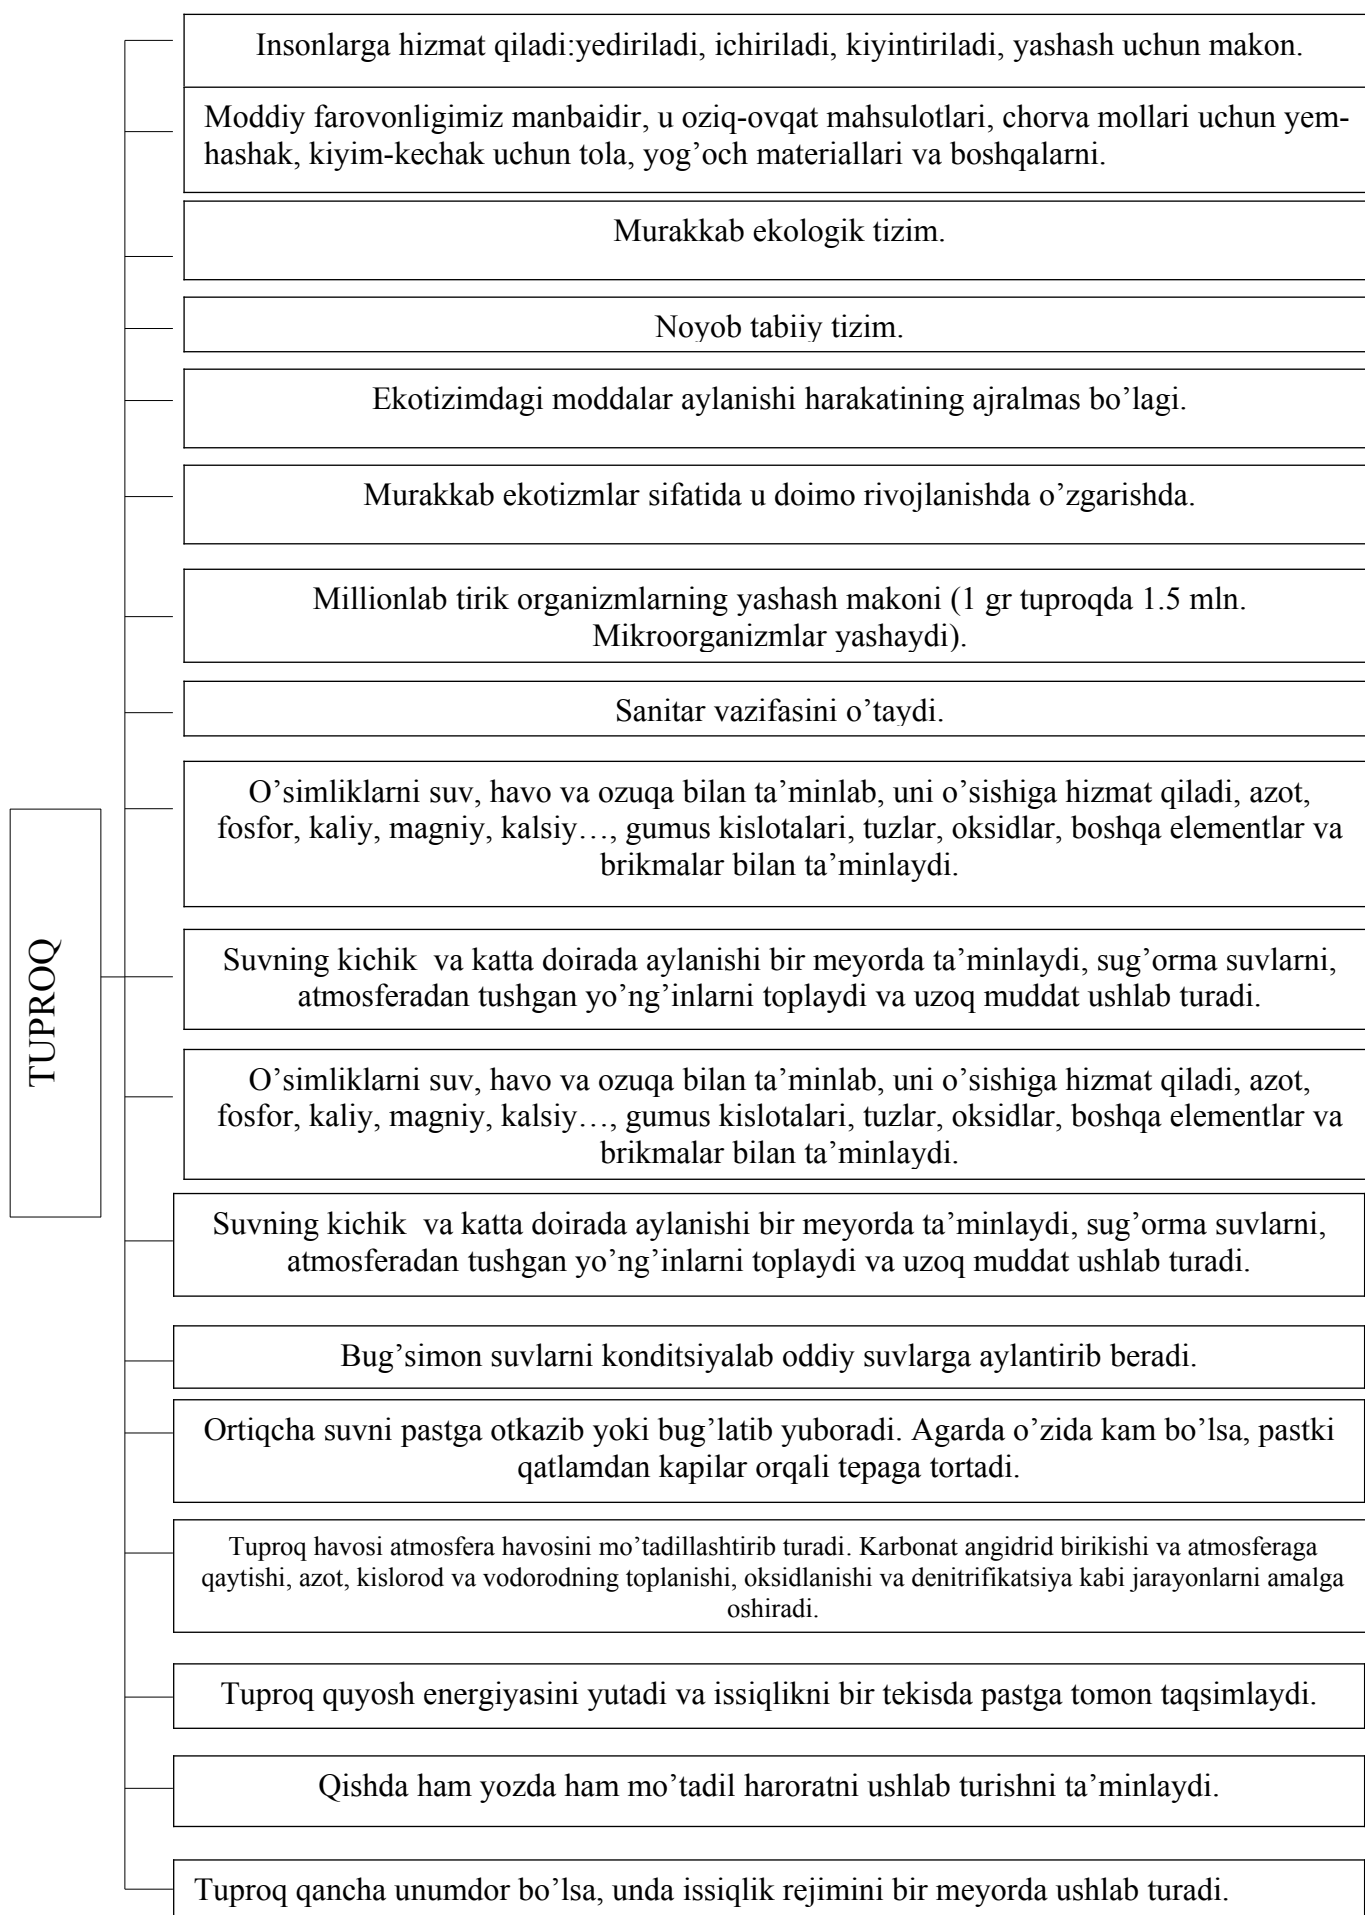 Insonlarga hizmat qiladi:yediriladi, ichiriladi, kiyintiriladi, yashash uchun makon.
Moddiy farovonligimiz manbaidir, u oziq-ovqat mahsulotlari, chorva mollari uchun yem-
hashak, kiyim-kechak uchun tola, yog’och materiallari va boshqalarni.
Murakkab ekologik tizim.
Noyob tabiiy tizim.
Ekotizimdagi moddalar aylanishi harakatining ajralmas bo’lagi.
Murakkab ekotizmlar sifatida u doimo rivojlanishda o’zgarishda.
Millionlab tirik organizmlarning yashash makoni (1 gr tuproqda 1.5 mln.
Mikroorganizmlar yashaydi).
Sanitar vazifasini o’taydi.
O’simliklarni suv, havo va ozuqa bilan ta’minlab, uni o’sishiga hizmat qiladi, azot,
fosfor, kaliy, magniy, kalsiy…, gumus kislotalari, tuzlar, oksidlar, boshqa elementlar va
brikmalar bilan ta’minlaydi.
TUPROQ
Suvning kichik  va katta doirada aylanishi bir meyorda ta’minlaydi, sug’orma suvlarni,
atmosferadan tushgan yo’ng’inlarni toplaydi va uzoq muddat ushlab turadi.
O’simliklarni suv, havo va ozuqa bilan ta’minlab, uni o’sishiga hizmat qiladi, azot,
fosfor, kaliy, magniy, kalsiy…, gumus kislotalari, tuzlar, oksidlar, boshqa elementlar va
brikmalar bilan ta’minlaydi.
Suvning kichik  va katta doirada aylanishi bir meyorda ta’minlaydi, sug’orma suvlarni,
atmosferadan tushgan yo’ng’inlarni toplaydi va uzoq muddat ushlab turadi.
Bug’simon suvlarni konditsiyalab oddiy suvlarga aylantirib beradi.
Ortiqcha suvni pastga otkazib yoki bug’latib yuboradi. Agarda o’zida kam bo’lsa, pastki
qatlamdan kapilar orqali tepaga tortadi.
Tuproq havosi atmosfera havosini mo’tadillashtirib turadi. Karbonat angidrid birikishi va atmosferaga
qaytishi, azot, kislorod va vodorodning toplanishi, oksidlanishi va denitrifikatsiya kabi jarayonlarni amalga
oshiradi.
Tuproq quyosh energiyasini yutadi va issiqlikni bir tekisda pastga tomon taqsimlaydi.
Qishda ham yozda ham mo’tadil haroratni ushlab turishni ta’minlaydi.
Tuproq qancha unumdor bo’lsa, unda issiqlik rejimini bir meyorda ushlab turadi.